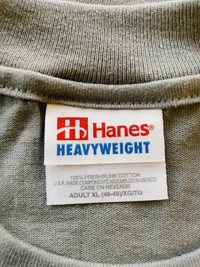 Hanes®
HEAVYWEIGHT
100% PRESHRUNK COTTON
U.S.A. MADE COMPONENTS ASSEMBLED IN MEXICO
CARE ON REVERSE
ADULT XL (46-48)/XG/TG